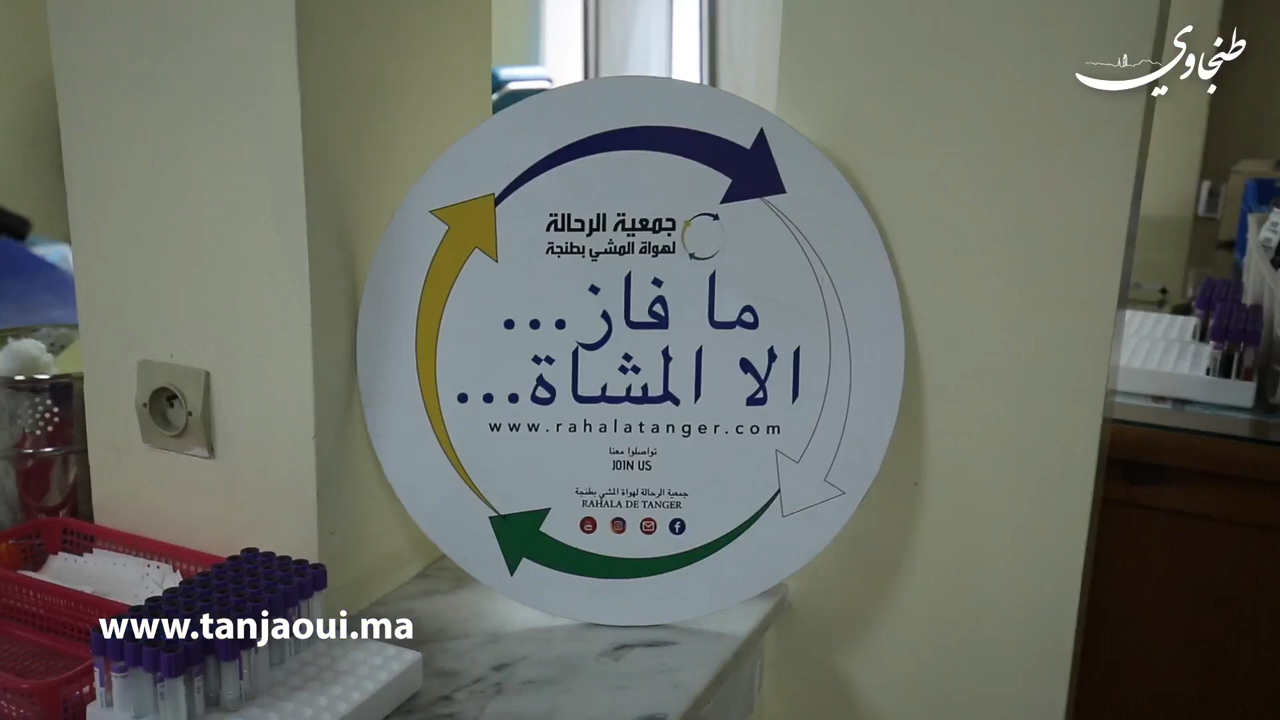 طنجاوي
جمعية الرحالة
لهواة المشي بطنجة
ما فاز...
الا المشاة...
www.rahalatanger.com
تواصلوا معنا
JOIN US
جمعية الرحالة لهواة المشي بطنجة
RAHALA DE TANGER
www.tanjaoui.ma